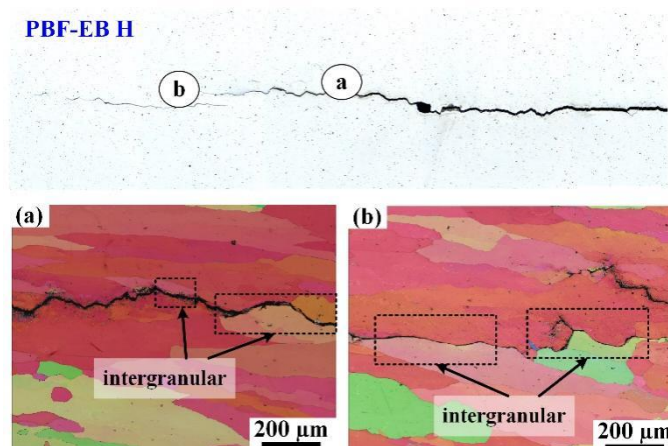 PBF-EB H
b
a
(a)
intergranular
200 µm
(b)
intergranular
200 µm